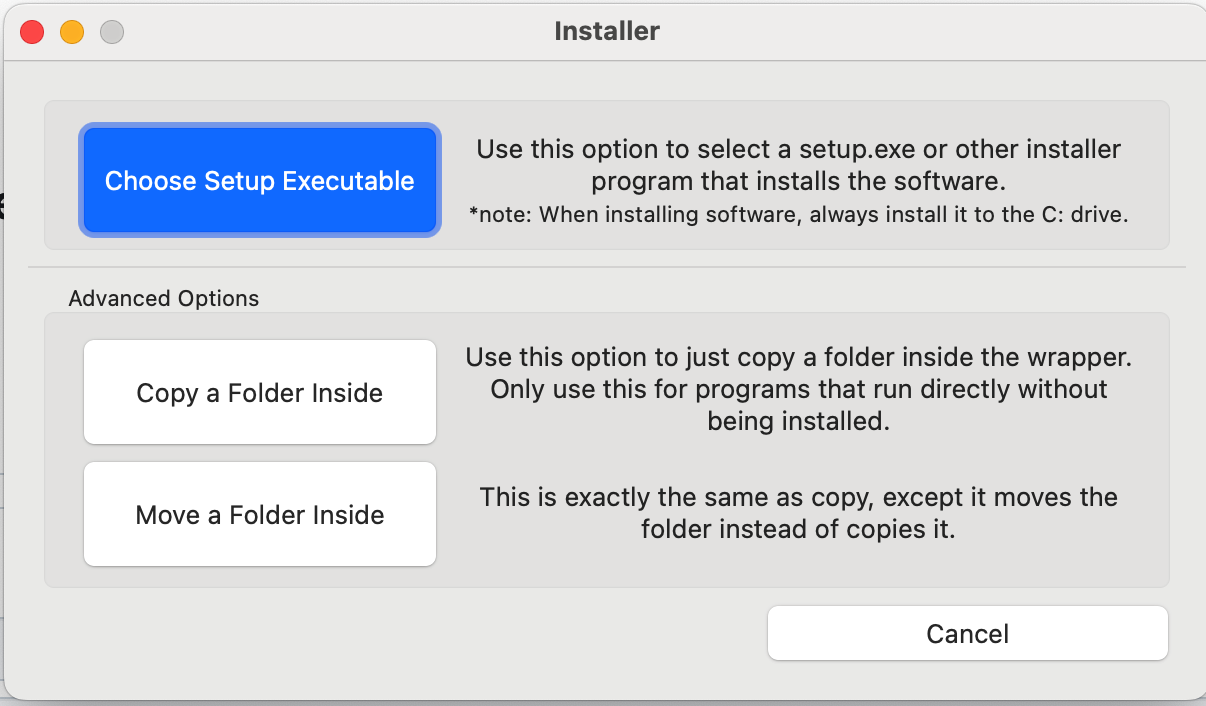 Installer
Choose Setup Executable
Use this option to select a setup.exe or other installer
program that installs the software.
*note: When installing software, always install it to the C: drive.
Advanced Options
Copy a Folder Inside
Use this option to just copy a folder inside the wrapper.
Only use this for programs that run directly without
being installed.
Move a Folder Inside
This is exactly the same as copy, except it moves the
folder instead of copies it.
Cancel